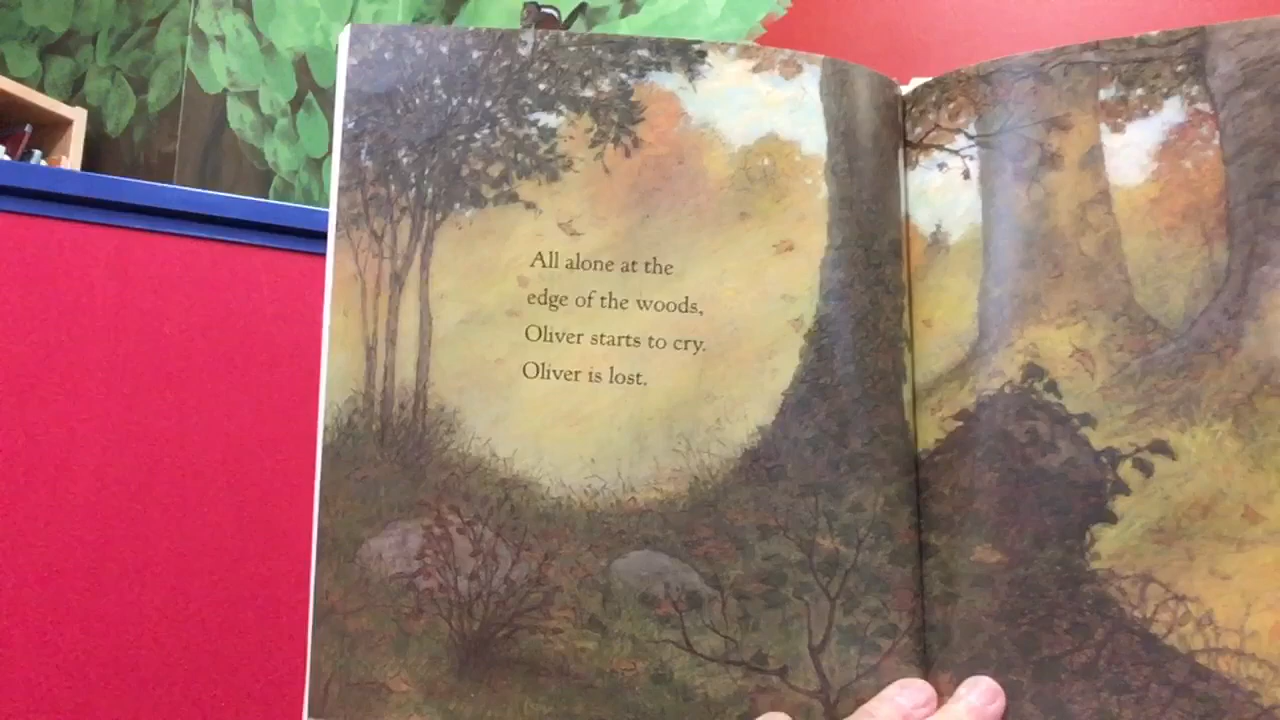 All alone at the
edge of the woods,
Oliver starts to cry.
Oliver is lost.